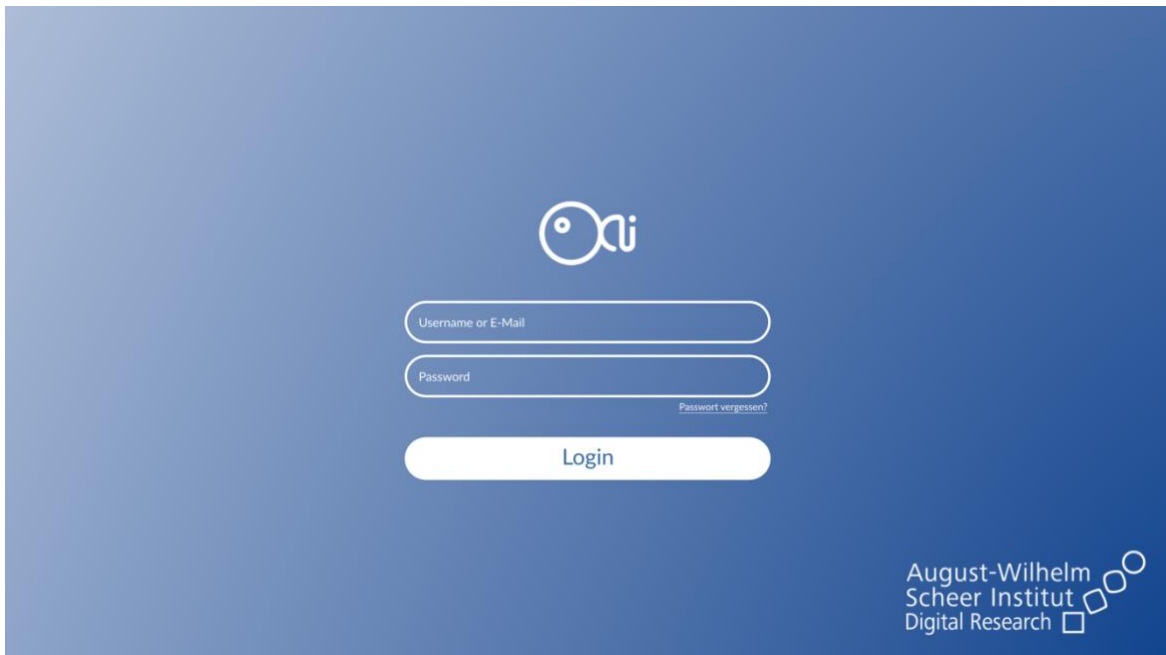 Username or E-Mail
Password
Passwort vergessen?
Login
August-Wilhelm
Scheer Institut
Digital Research